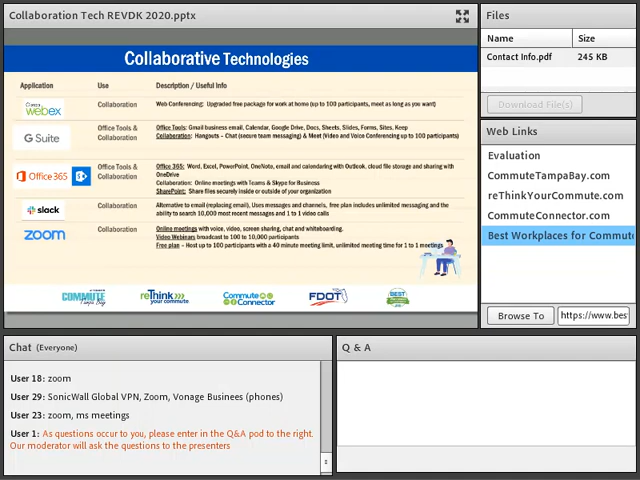 Collaboration Tech REVDK 2020.pptx
Collaborative Technologies
Application Use Description / Useful Info
Cisco webex Collaboration Web Conferencing: Upgraded free package for work at home (up to 100 participants, meet as long as you want)
G Suite Office Tools & Collaboration Office Tools: Gmail business email, Calendar, Google Drive, Docs, Sheets, Slides, Forms, Sites, Keep
Collaboration: Hangouts – Chat (secure team messaging) & Meet (Video and Voice Conferencing up to 100 participants)
Office 365 Office Tools & Collaboration Office 365: Word, Excel, PowerPoint, OneNote, email and calendaring with Outlook, cloud file storage and sharing with
OneDrive
Collaboration: Online meetings with Teams & Skype for Business
SharePoint: Share files securely inside or outside of your organization
slack Collaboration Alternative to email (replacing email), Uses messages and channels, free plan includes unlimited messaging and the
ability to search 10,000 most recent messages and 1 to 1 video calls
zoom Collaboration Online meetings with voice, video, screen sharing, chat and whiteboarding.
Video Webinars broadcast to 100 to 10,000 participants
Free plan – Host up to 100 participants with a 40 minute meeting limit, unlimited meeting time for 1 to 1 meetings
COMMUTE Tampa Bay
reThink your commute.
Commute Connector
FDOT
BEST
Files
Name Size
Contact Info.pdf 245 KB
Download File(s)
Web Links
Evaluation
CommuteTampaBay.com
reThinkYourCommute.com
CommuteConnector.com
Best Workplaces for Commute
Browse To https://www.bes
Chat (Everyone)
User 18: zoom
User 29: SonicWall Global VPN, Zoom, Vonage Businees (phones)
User 23: zoom, ms meetings
User 1: As questions occur to you, please enter in the Q&A pod to the right.
Our moderator will ask the questions to the presenters
Q & A